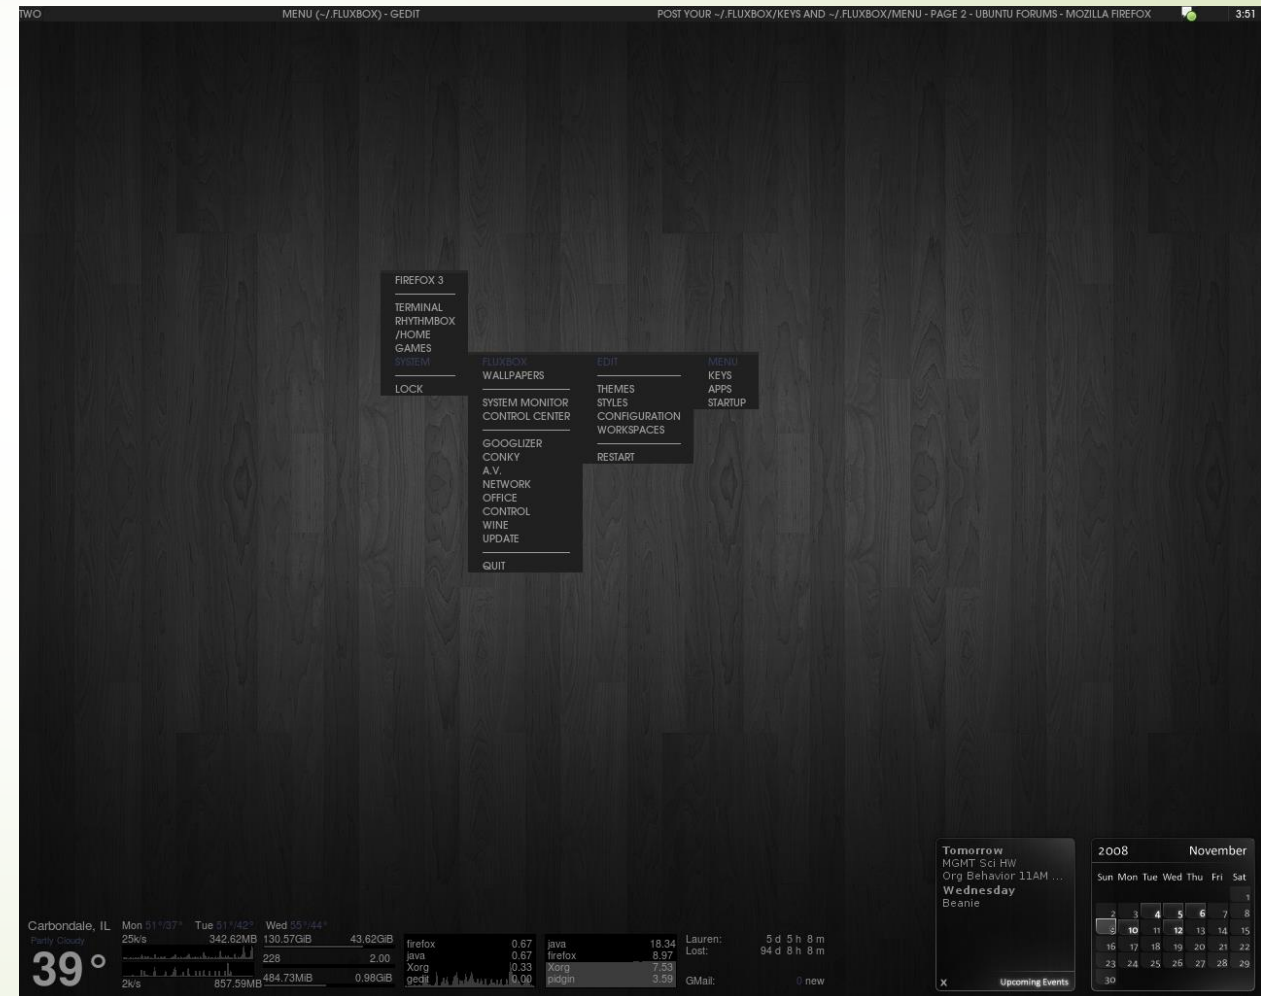 TWO
MENU (~/.FLUXBOX) - GEDIT
POST YOUR ~/.FLUXBOX/KEYS AND ~/.FLUXBOX/MENU - PAGE 2 - UBUNTU FORUMS - MOZILLA FIREFOX
3:51
FIREFOX 3
TERMINAL
RHYTHMBOX
/HOME
GAMES
SYSTEM
LOCK
FLUXBOX
WALLPAPERS
SYSTEM MONITOR
CONTROL CENTER
GOOGLIZER
CONKY
A.V.
NETWORK
OFFICE
CONTROL
WINE
UPDATE
QUIT
EDIT
THEMES
STYLES
CONFIGURATION
WORKSPACES
RESTART
MENU
KEYS
APPS
STARTUP
Carbondale, IL
Partly Cloudy
39°
Mon 51°/37° Tue 51°/42° Wed 55°/44°
25k/s 342.62MB
2k/s 857.59MB
130.57GiB 43.62GiB
228 2.00
484.73MiB 0.98GiB
firefox 0.67
java 0.67
Xorg 0.33
gedit 0.00
java 18.34
firefox 8.97
Xorg 7.53
pidgin 3.59
Lauren: 5 d 5 h 8 m
Lost: 94 d 8 h 8 m
GMail: 0 new
Tomorrow
MGMT Sci HW
Org Behavior 11AM ...
Wednesday
Beanie
x Upcoming Events
2008 November
Sun Mon Tue Wed Thu Fri Sat
1
2 3 4 5 6 7 8
9 10 11 12 13 14 15
16 17 18 19 20 21 22
23 24 25 26 27 28 29
30